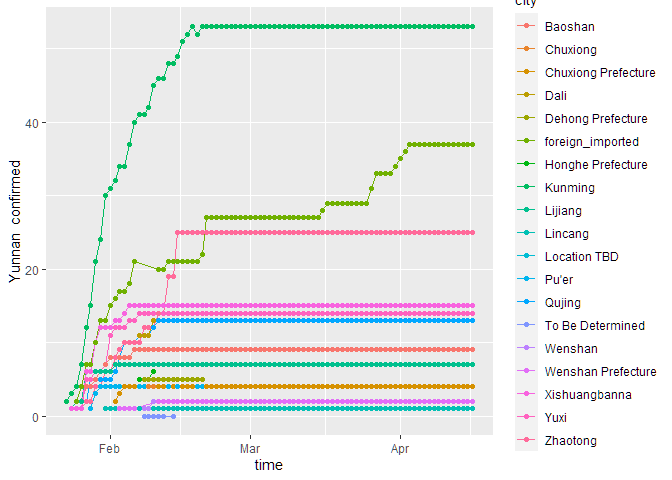 city
Baoshan
Chuxiong
Chuxiong Prefecture
Dali
Dehong Prefecture
foreign_imported
Honghe Prefecture
Kunming
Lijiang
Lincang
Location TBD
Pu'er
Qujing
To Be Determined
Wenshan
Wenshan Prefecture
Xishuangbanna
Yuxi
Zhaotong
Yunnan confirmed
40
20
0
Feb
Mar
Apr
time